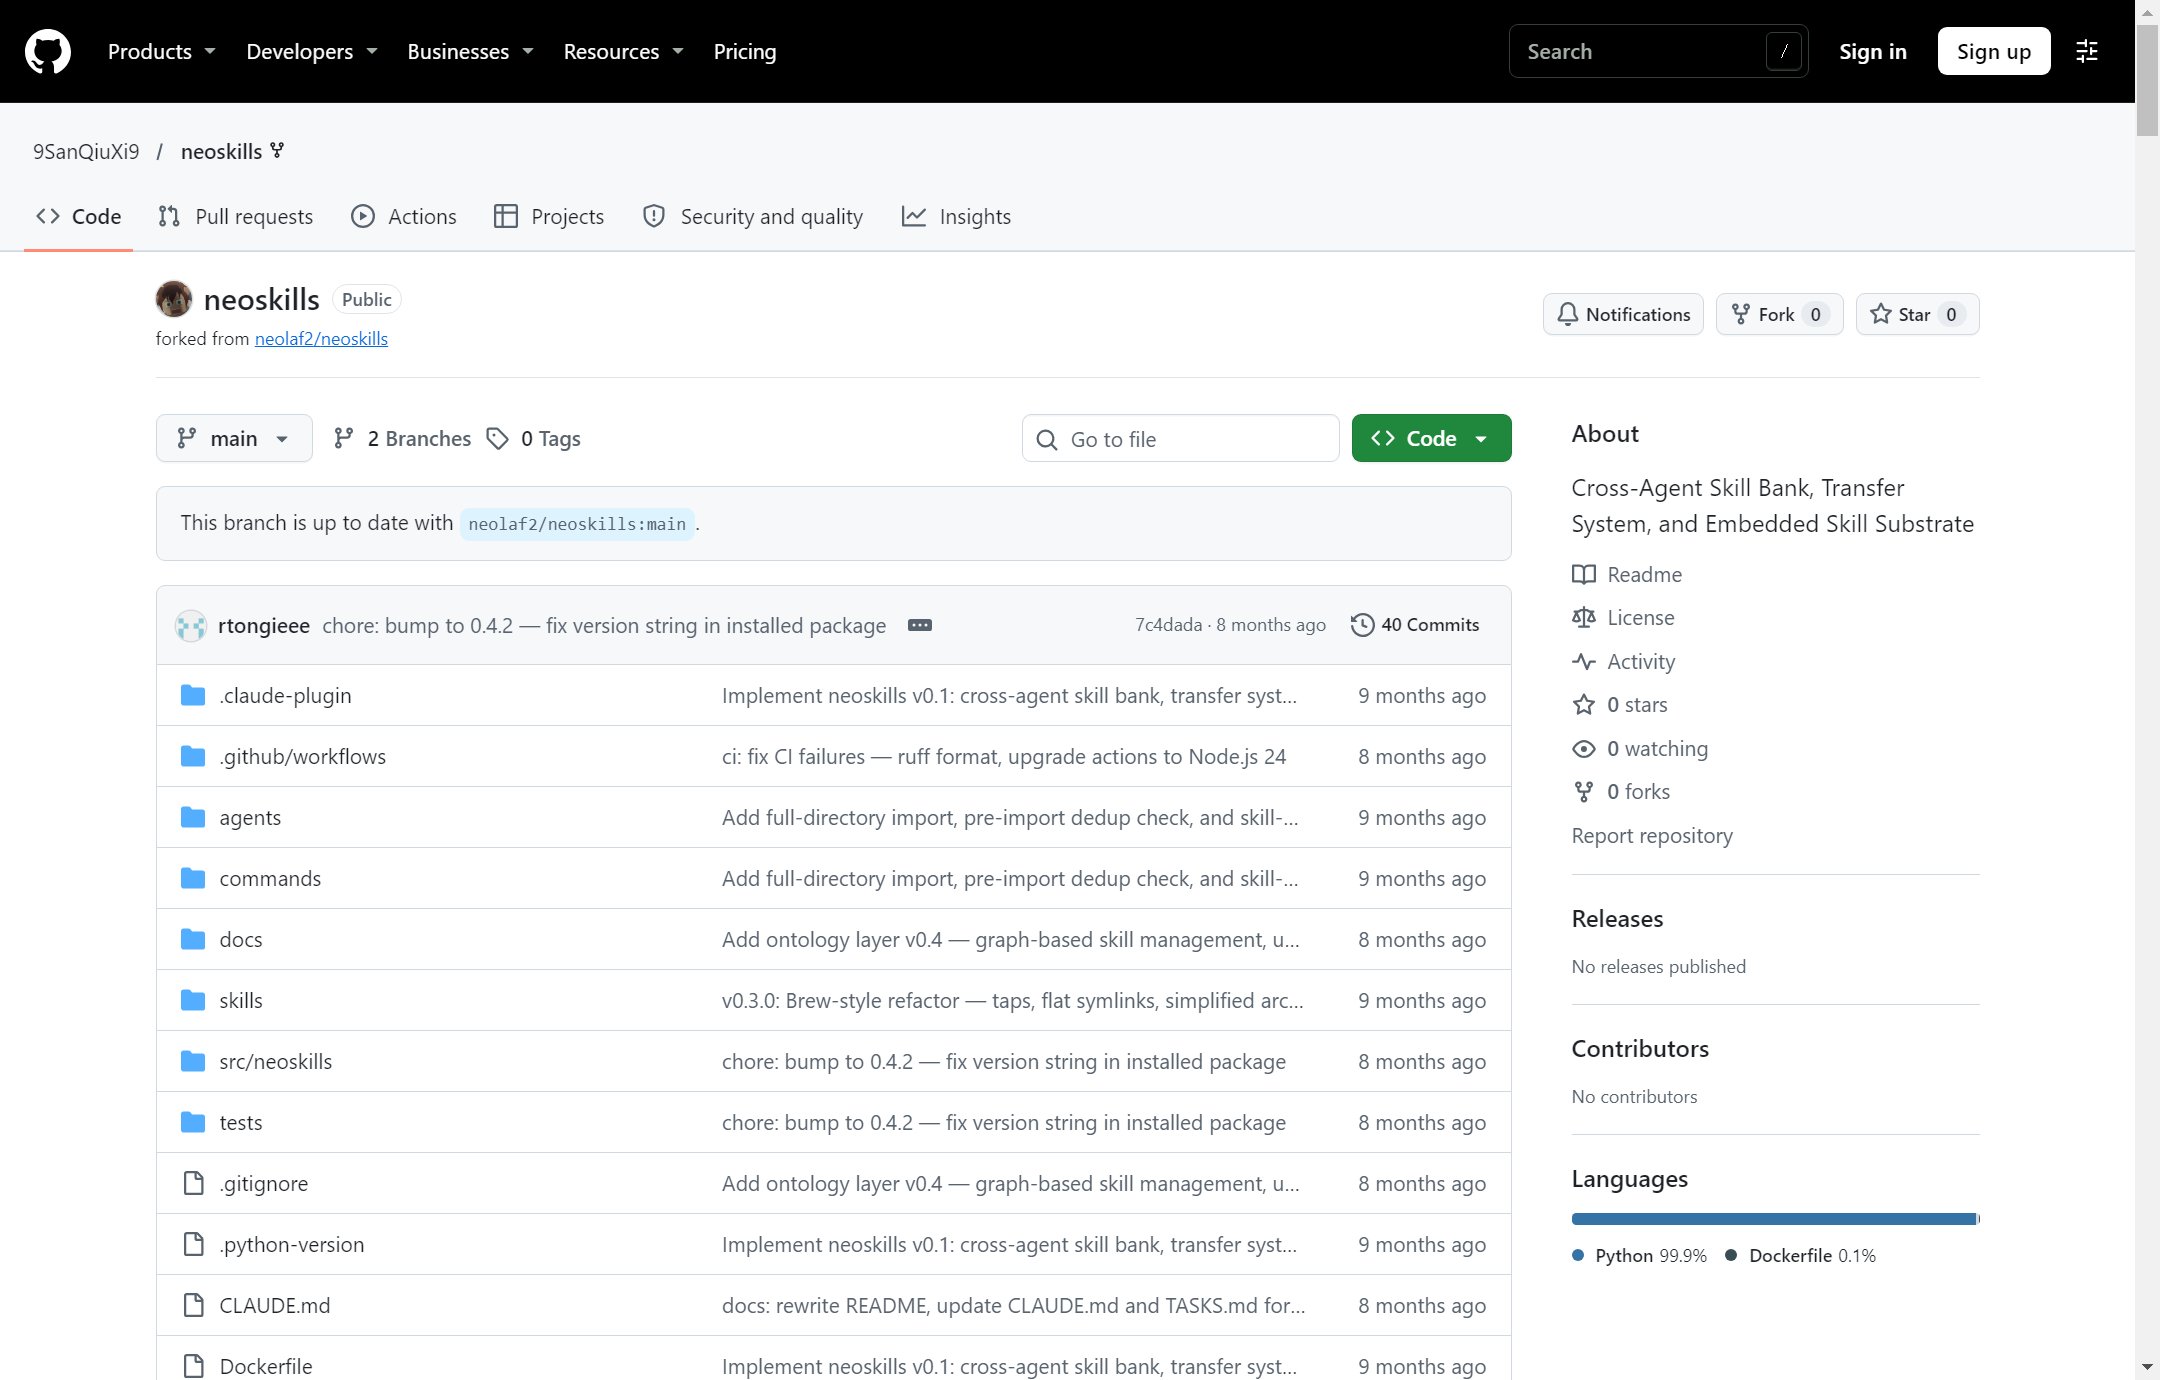 Products Developers Businesses Resources Pricing Search / Sign in Sign up
9SanQiuXi9 / neoskills
Code Pull requests Actions Projects Security and quality Insights
neoskills Public
forked from neolaf2/neoskills
Notifications Fork 0 Star 0
main 2 Branches 0 Tags Go to file Code
This branch is up to date with neolaf2/neoskills:main.
rtongieee chore: bump to 0.4.2 — fix version string in installed package 7c4dada · 8 months ago 40 Commits
.claude-plugin Implement neoskills v0.1: cross-agent skill bank, transfer syst... 9 months ago
.github/workflows ci: fix CI failures — ruff format, upgrade actions to Node.js 24 8 months ago
agents Add full-directory import, pre-import dedup check, and skill-... 9 months ago
commands Add full-directory import, pre-import dedup check, and skill-... 9 months ago
docs Add ontology layer v0.4 — graph-based skill management, u... 8 months ago
skills v0.3.0: Brew-style refactor — taps, flat symlinks, simplified arc... 9 months ago
src/neoskills chore: bump to 0.4.2 — fix version string in installed package 8 months ago
tests chore: bump to 0.4.2 — fix version string in installed package 8 months ago
.gitignore Add ontology layer v0.4 — graph-based skill management, u... 8 months ago
.python-version Implement neoskills v0.1: cross-agent skill bank, transfer syst... 9 months ago
CLAUDE.md docs: rewrite README, update CLAUDE.md and TASKS.md for... 8 months ago
Dockerfile Implement neoskills v0.1: cross-agent skill bank, transfer syst... 9 months ago
About
Cross-Agent Skill Bank, Transfer
System, and Embedded Skill Substrate
Readme
License
Activity
0 stars
0 watching
0 forks
Report repository
Releases
No releases published
Contributors
No contributors
Languages
Python 99.9% Dockerfile 0.1%